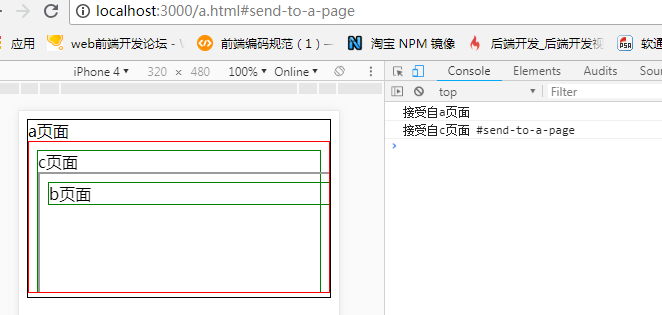 localhost:3000/a.html#send-to-a-page
应用 web前端开发论坛 - \ 前端编码规范（1）— 淘宝 NPM 镜像 后端开发_后端开发视 软通
iPhone 4 ▼ 320 × 480 100% ▼ Online ▼ Console Elements Audits Sour
top ▼ Filter
接受自a页面
接受自c页面 #send-to-a-page
a页面
c页面
b页面